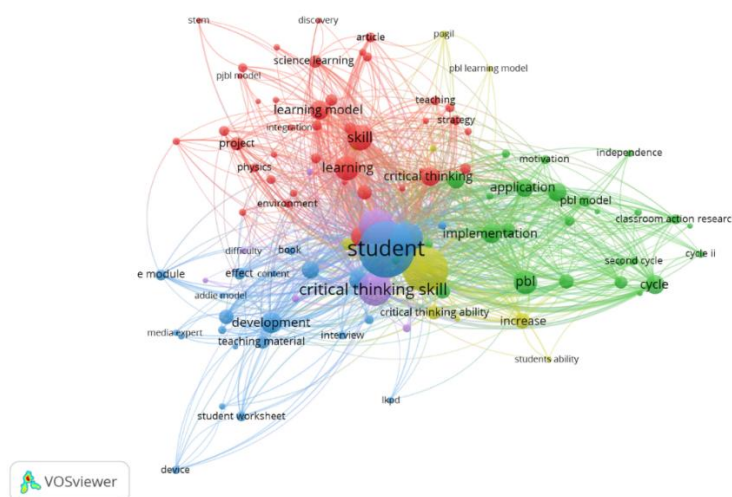 stem
discovery
article
pogil
science learning
pjbl model
pbl learning model
learning model
teaching
integration
strategy
skill
project
motivation
independence
physics
learning
critical thinking
application
pbl model
environment
classroom action researc
implementation
student
difficulty
book
second cycle
cycle ii
e module
effect
content
pbl
cycle
addie model
critical thinking skill
critical thinking ability
increase
media expert
development
teaching material
interview
students ability
lkpd
student worksheet
device
VOSviewer